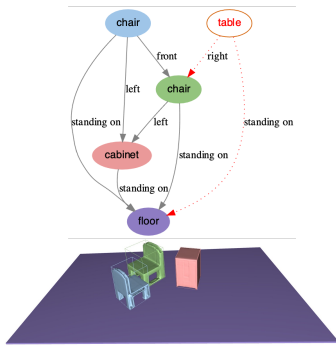 chair
table
front
right
chair
left
left
standing on
standing on
standing on
cabinet
standing on
floor